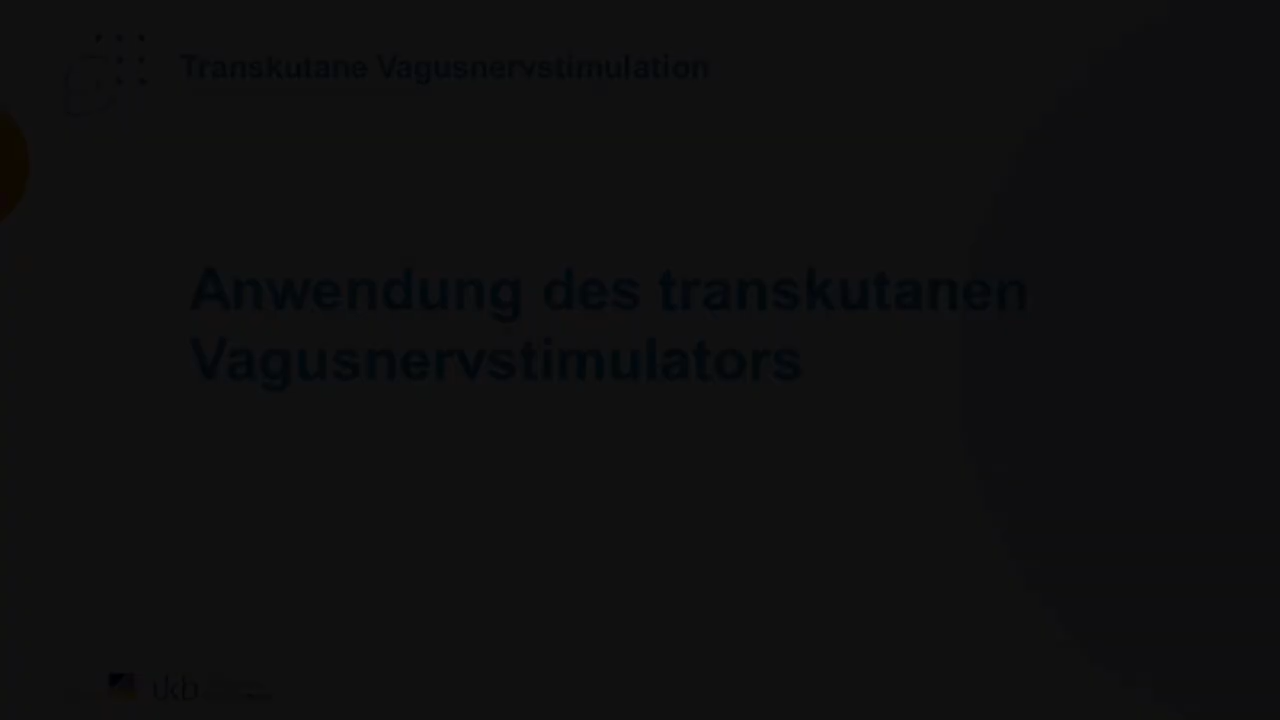 Transkutane Vagusnervstimulation
Anwendung des transkutanen
Vagusnervstimulators
ukb